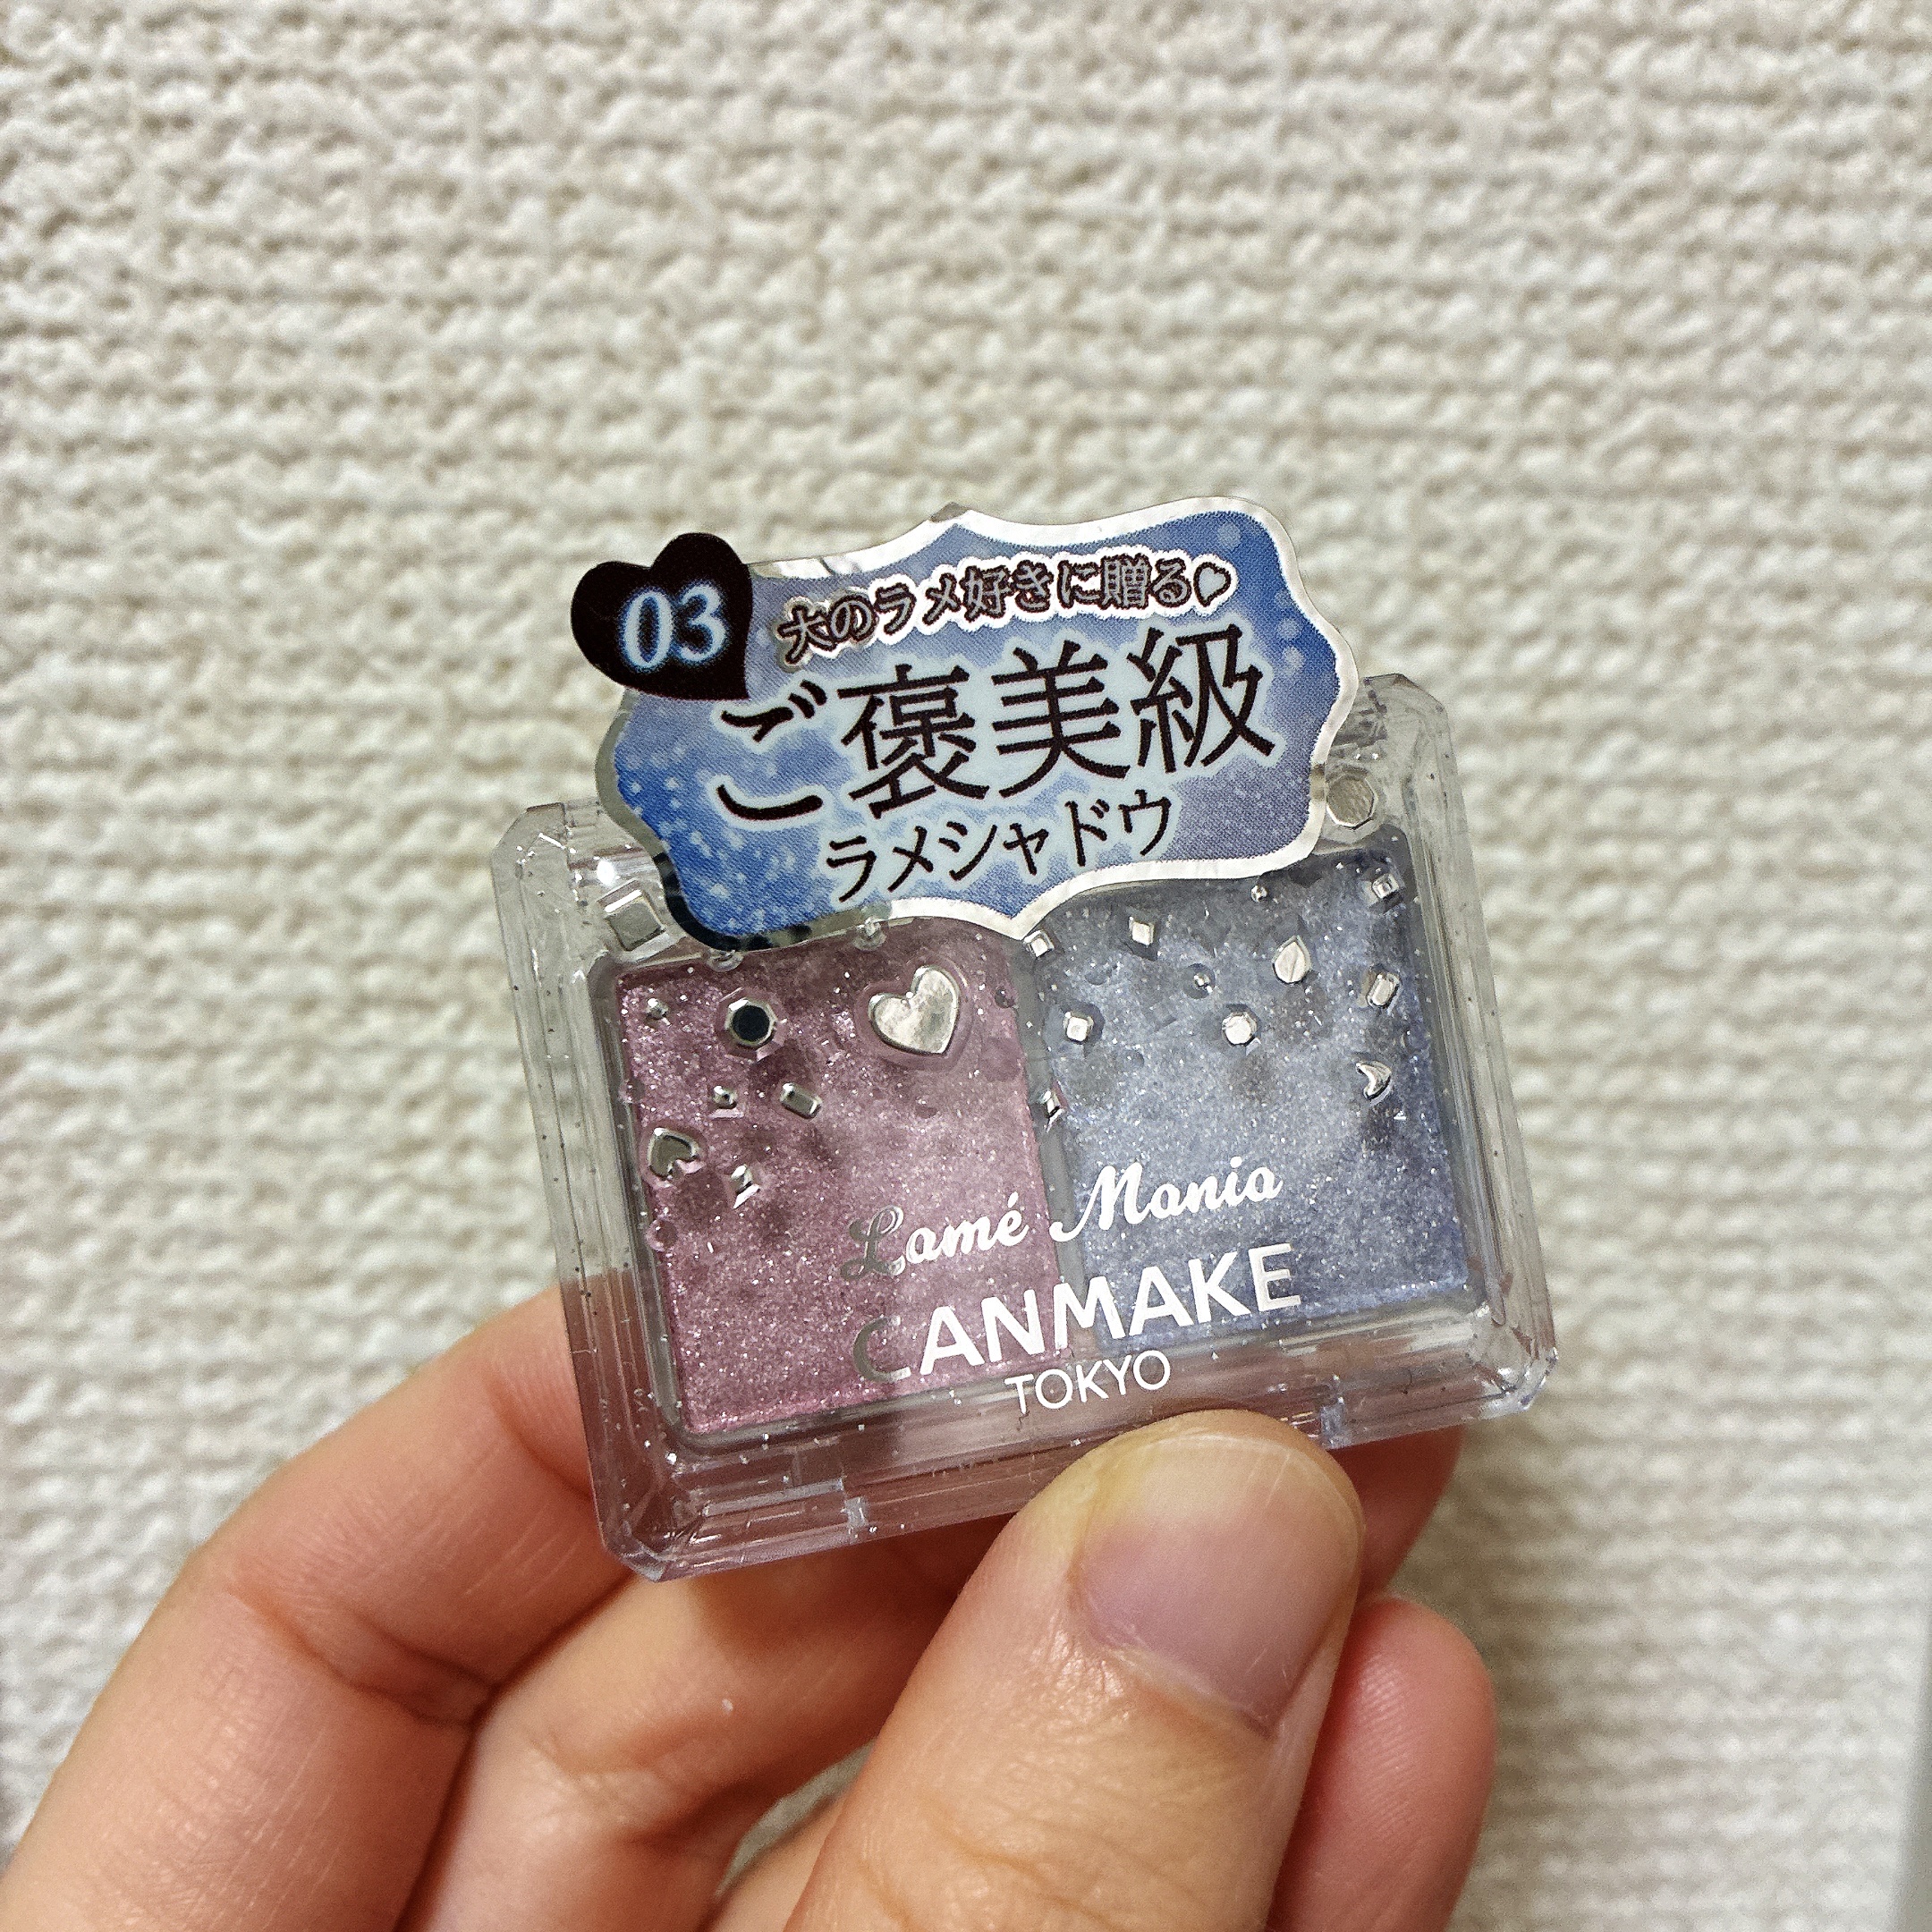 03
大のラメ好きに贈る♡
ご褒美級
ラメシャドウ
Lamé Mania
CANMAKE
TOKYO